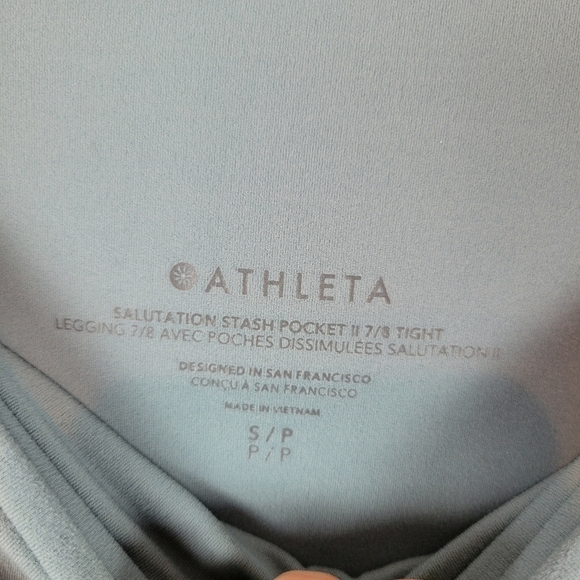 ATHLETA
SALUTATION STASH POCKET II 7/8 TIGHT
LEGGING 7/8 AVEC POCHES DISSIMULÉES SALUTATION II
DESIGNED IN SAN FRANCISCO
CONÇU À SAN FRANCISCO
MADE IN VIETNAM
S / P
P / P